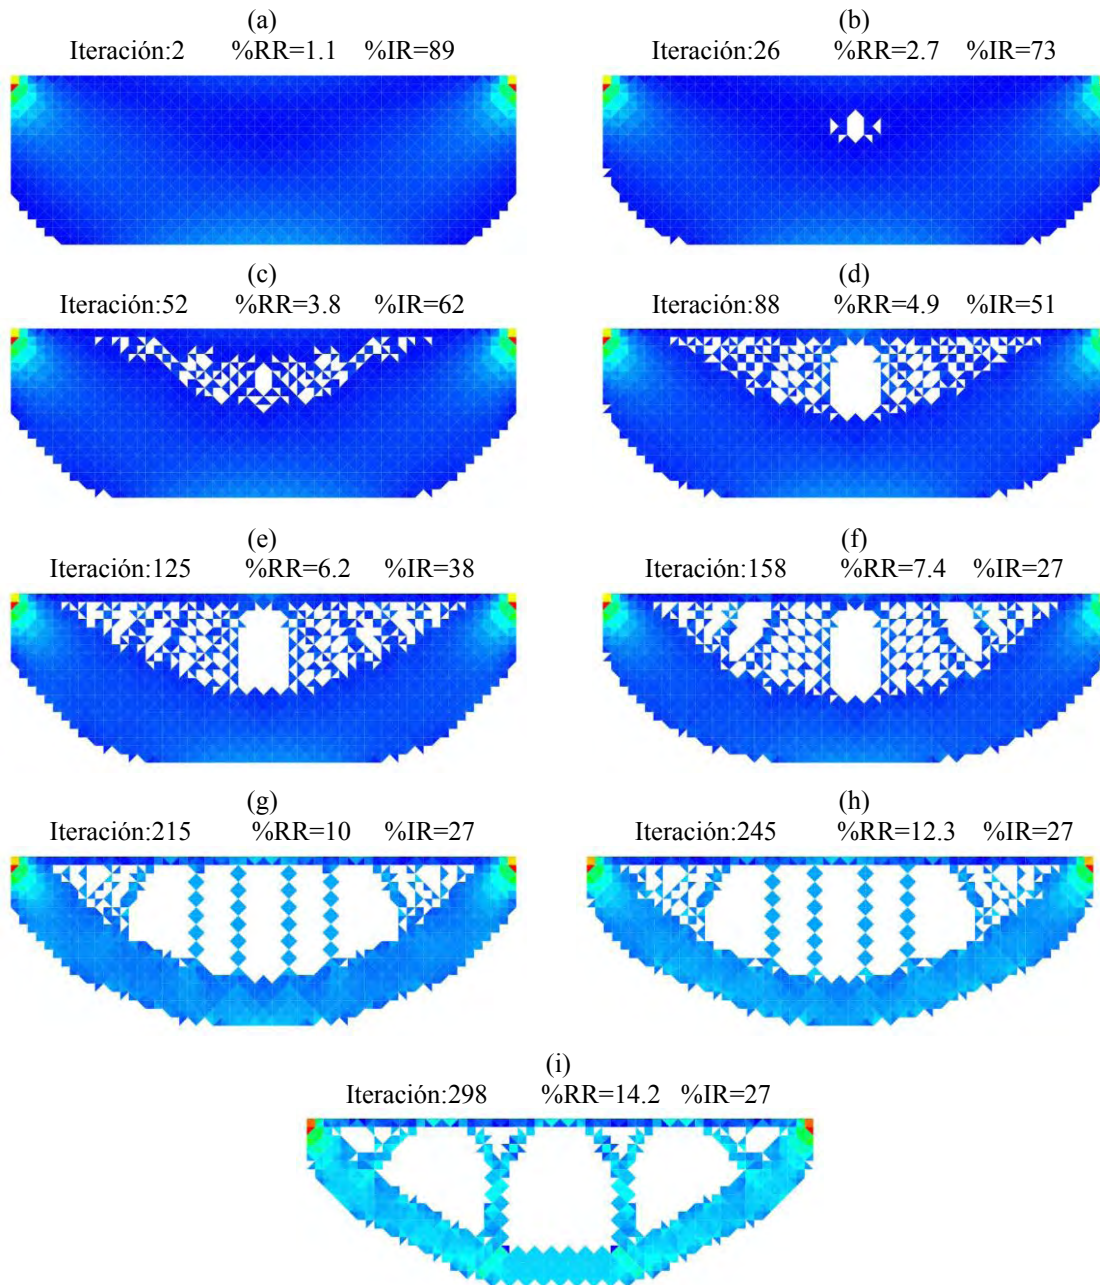 (a)
Iteración:2 %RR=1.1 %IR=89
(b)
Iteración:26 %RR=2.7 %IR=73
(c)
Iteración:52 %RR=3.8 %IR=62
(d)
Iteración:88 %RR=4.9 %IR=51
(e)
Iteración:125 %RR=6.2 %IR=38
(f)
Iteración:158 %RR=7.4 %IR=27
(g)
Iteración:215 %RR=10 %IR=27
(h)
Iteración:245 %RR=12.3 %IR=27
(i)
Iteración:298 %RR=14.2 %IR=27